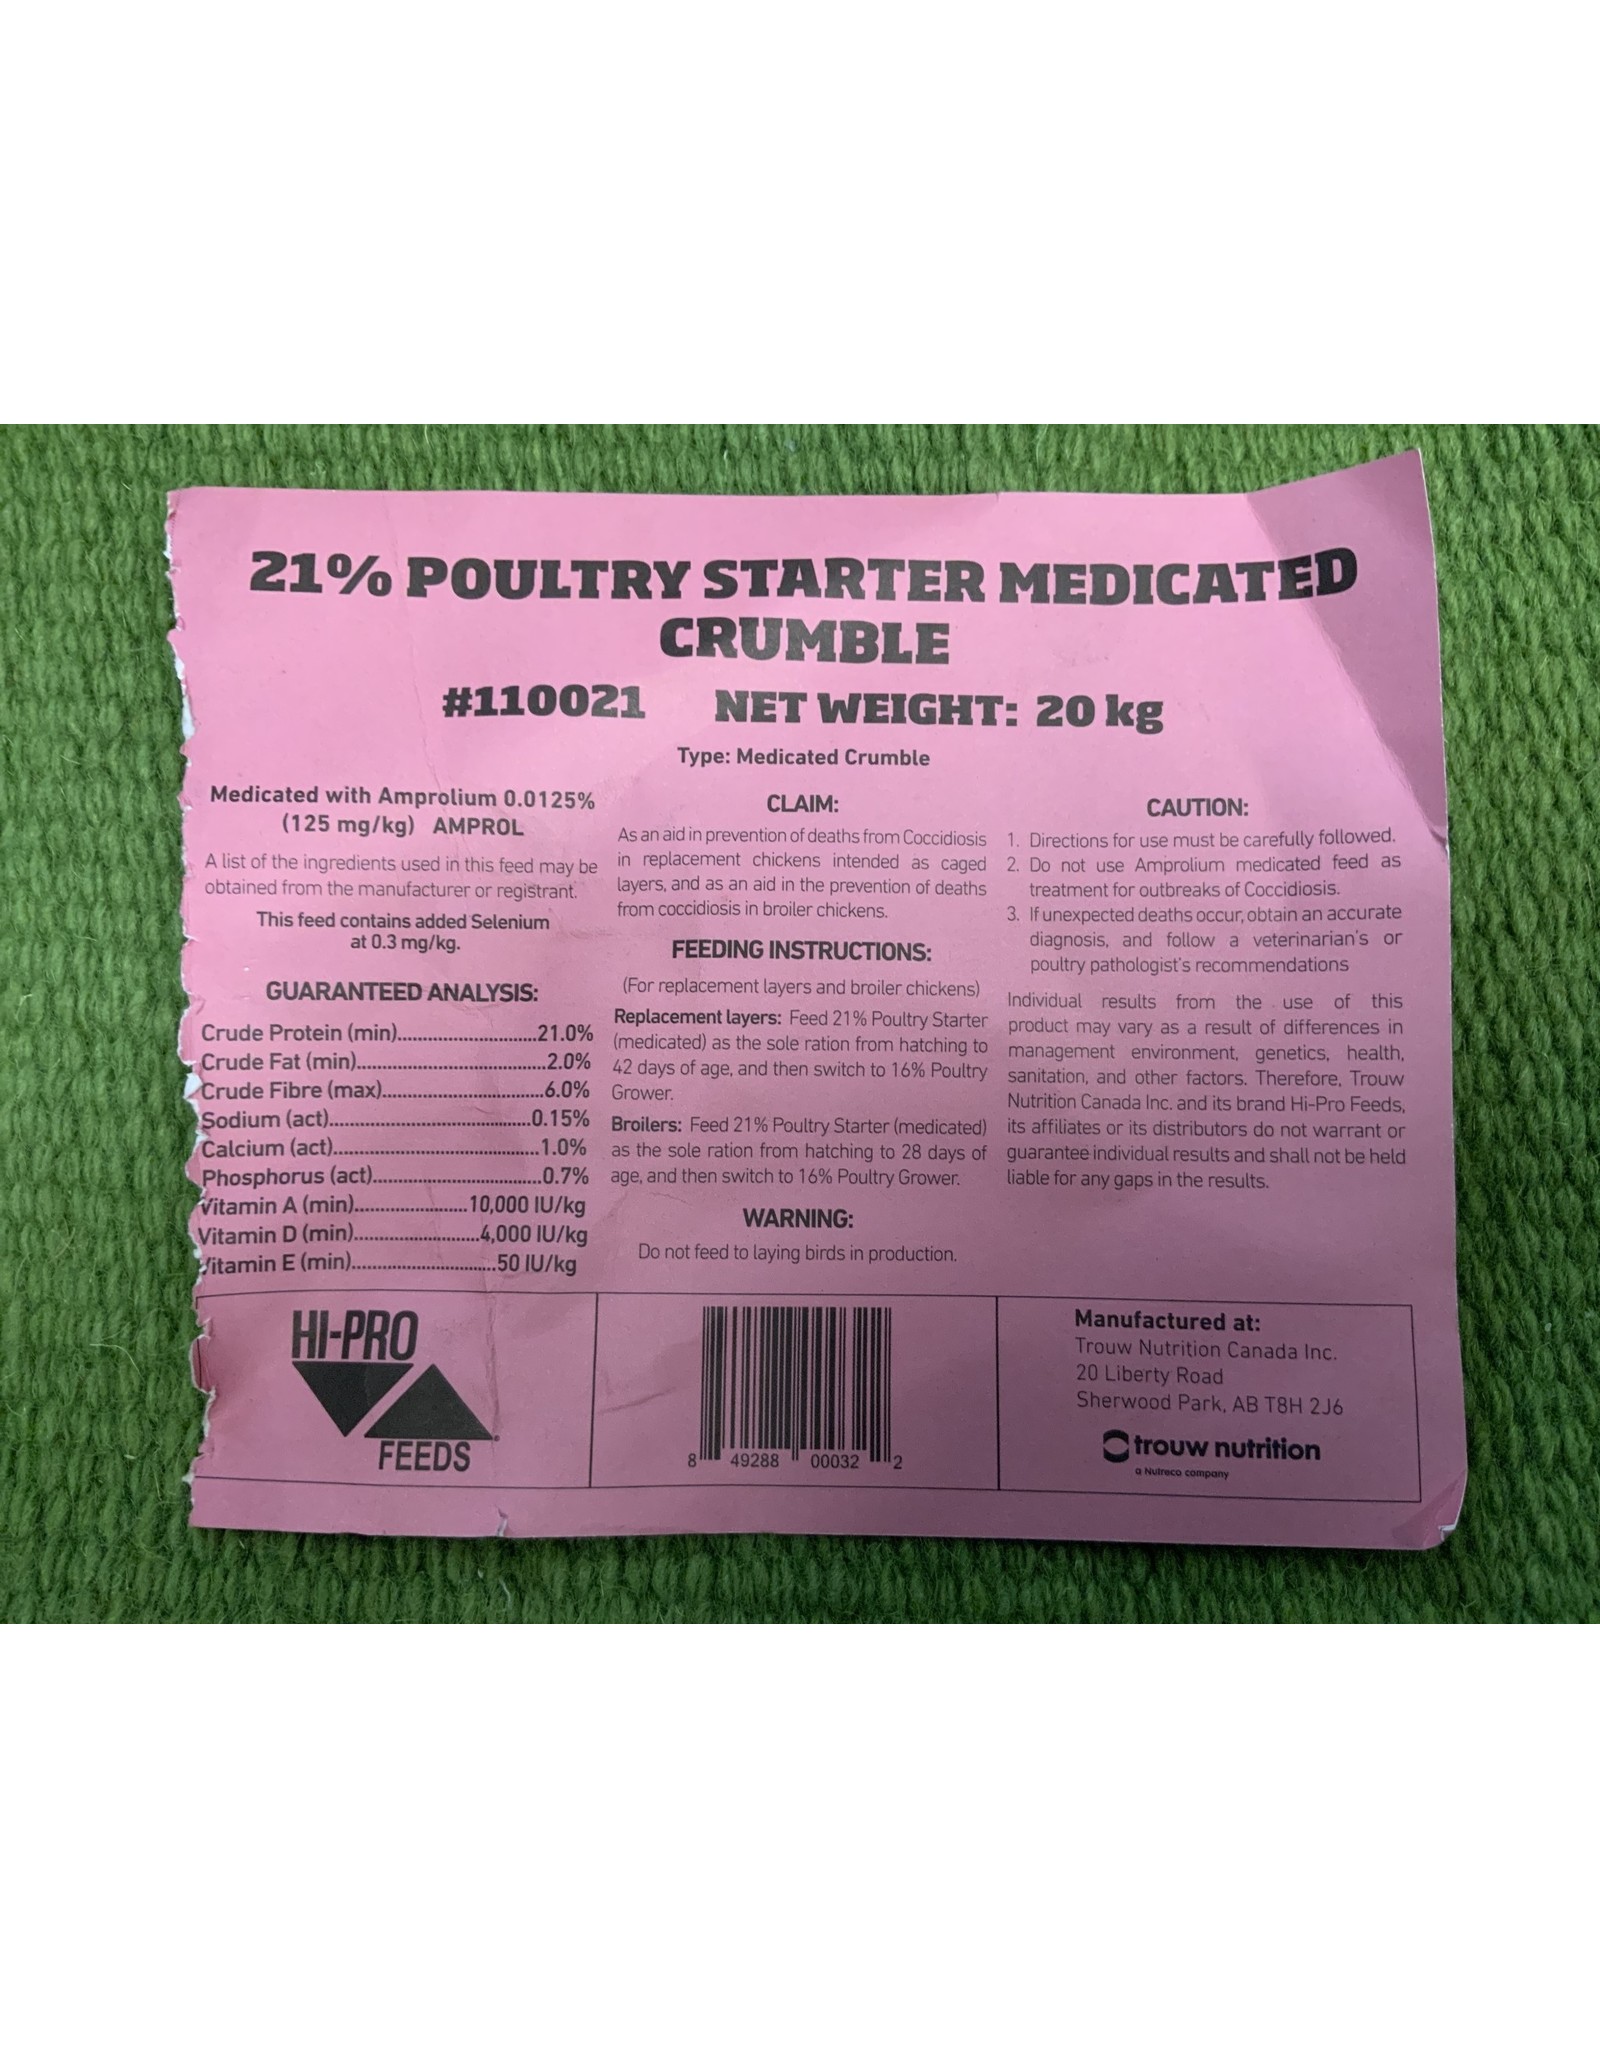 21% POULTRY STARTER MEDICATED
CRUMBLE
#110021 NET WEIGHT: 20 kg
Type: Medicated Crumble
Medicated with Amprolium 0.0125%
(125 mg/kg) AMPROL
A list of the ingredients used in this feed may be
obtained from the manufacturer or registrant.
This feed contains added Selenium
at 0.3 mg/kg.
GUARANTEED ANALYSIS:
Crude Protein (min)..............................21.0%
Crude Fat (min).......................................2.0%
Crude Fibre (max).................................6.0%
Sodium (act)..........................................0.15%
Calcium (act)...........................................1.0%
Phosphorus (act)...................................0.7%
Vitamin A (min).......................10,000 IU/kg
Vitamin D (min)..........................4,000 IU/kg
Vitamin E (min)..............................50 IU/kg
CLAIM:
As an aid in prevention of deaths from Coccidiosis
in replacement chickens intended as caged
layers, and as an aid in the prevention of deaths
from coccidiosis in broiler chickens.
FEEDING INSTRUCTIONS:
(For replacement layers and broiler chickens)
Replacement layers: Feed 21% Poultry Starter
(medicated) as the sole ration from hatching to
42 days of age, and then switch to 16% Poultry
Grower.
Broilers: Feed 21% Poultry Starter (medicated)
as the sole ration from hatching to 28 days of
age, and then switch to 16% Poultry Grower.
WARNING:
Do not feed to laying birds in production.
CAUTION:
1. Directions for use must be carefully followed.
2. Do not use Amprolium medicated feed as
treatment for outbreaks of Coccidiosis.
3. If unexpected deaths occur, obtain an accurate
diagnosis, and follow a veterinarian's or
poultry pathologist's recommendations
Individual results from the use of this
product may vary as a result of differences in
management environment, genetics, health,
sanitation, and other factors. Therefore, Trouw
Nutrition Canada Inc. and its brand Hi-Pro Feeds,
its affiliates or its distributors do not warrant or
guarantee individual results and shall not be held
liable for any gaps in the results.
HI-PRO
FEEDS
8 49288 00032 2
Manufactured at:
Trouw Nutrition Canada Inc.
20 Liberty Road
Sherwood Park, AB T8H 2J6
trouw nutrition
a Nutreco company